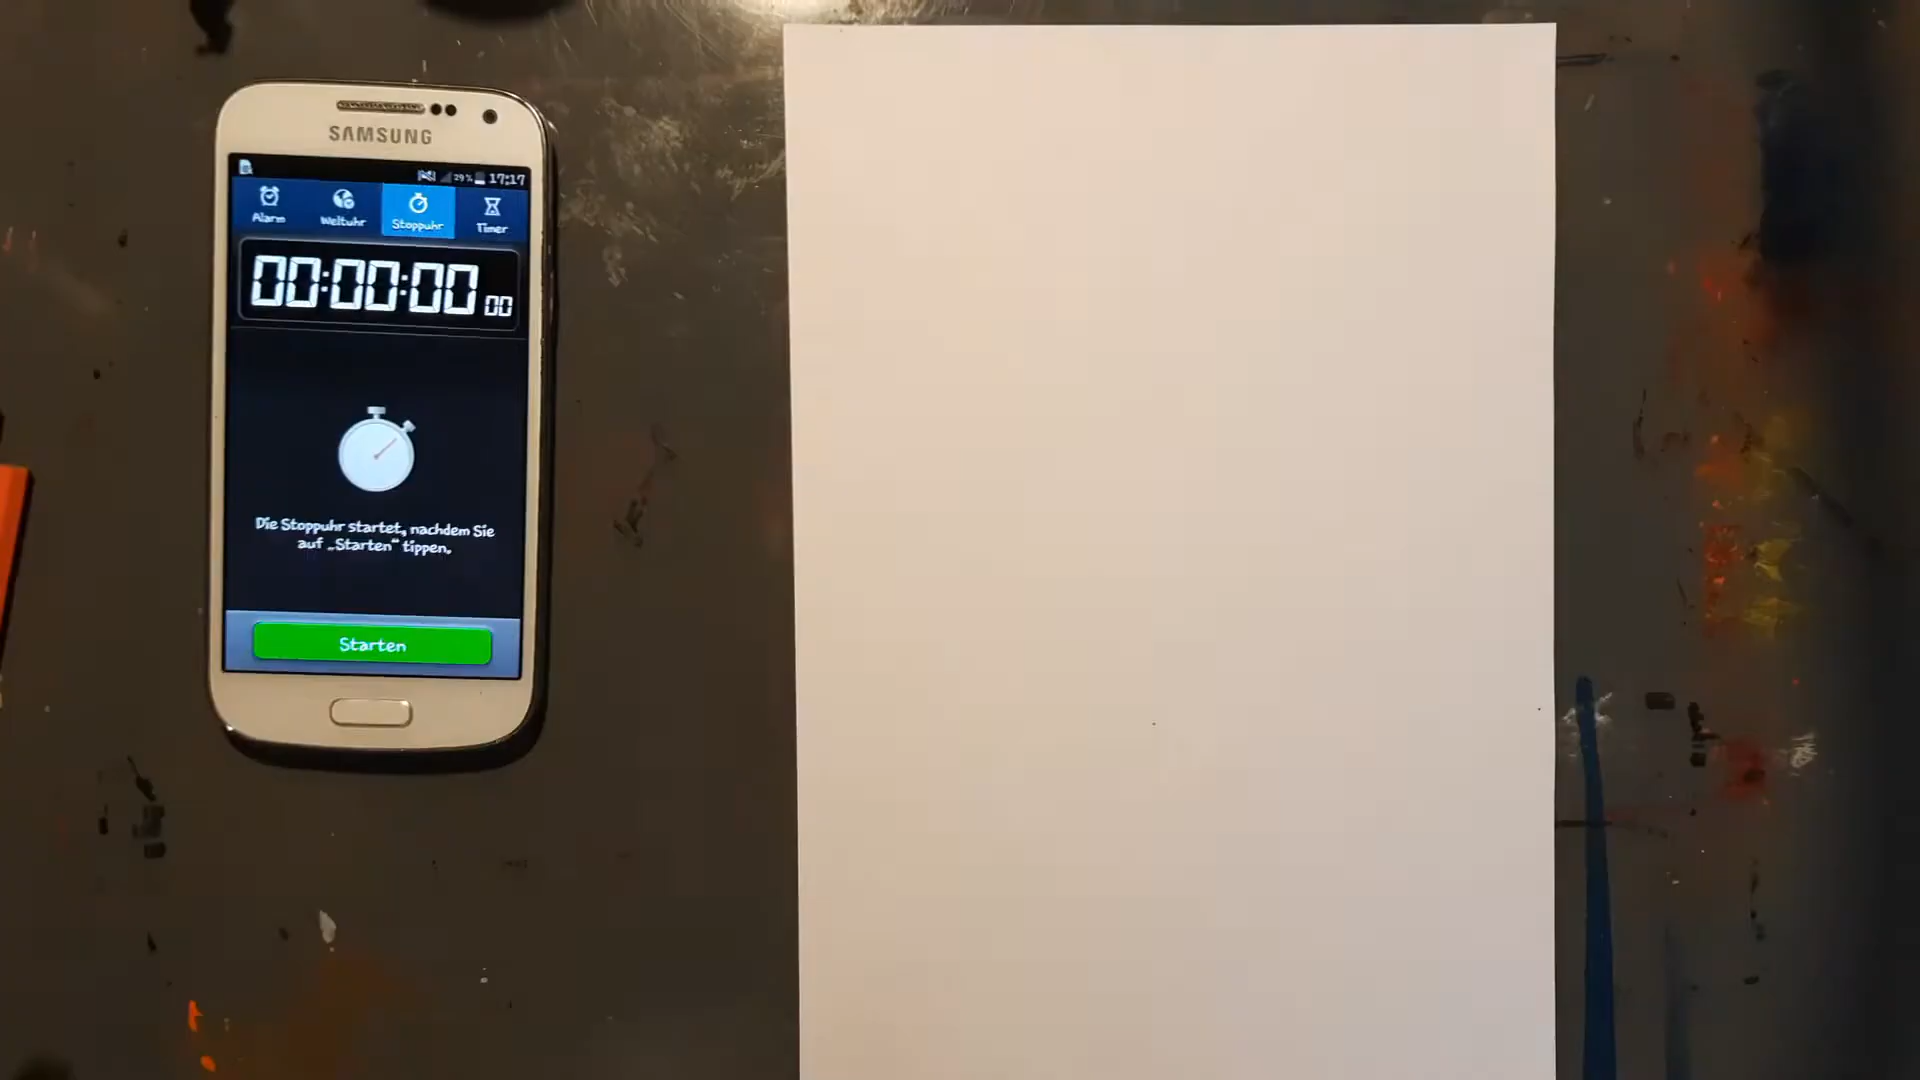 SAMSUNG
29% 17:17
Alarm Weltuhr Stoppuhr Timer
00:00:00 00
Die Stoppuhr startet, nachdem Sie
auf „Starten“ tippen.
Starten